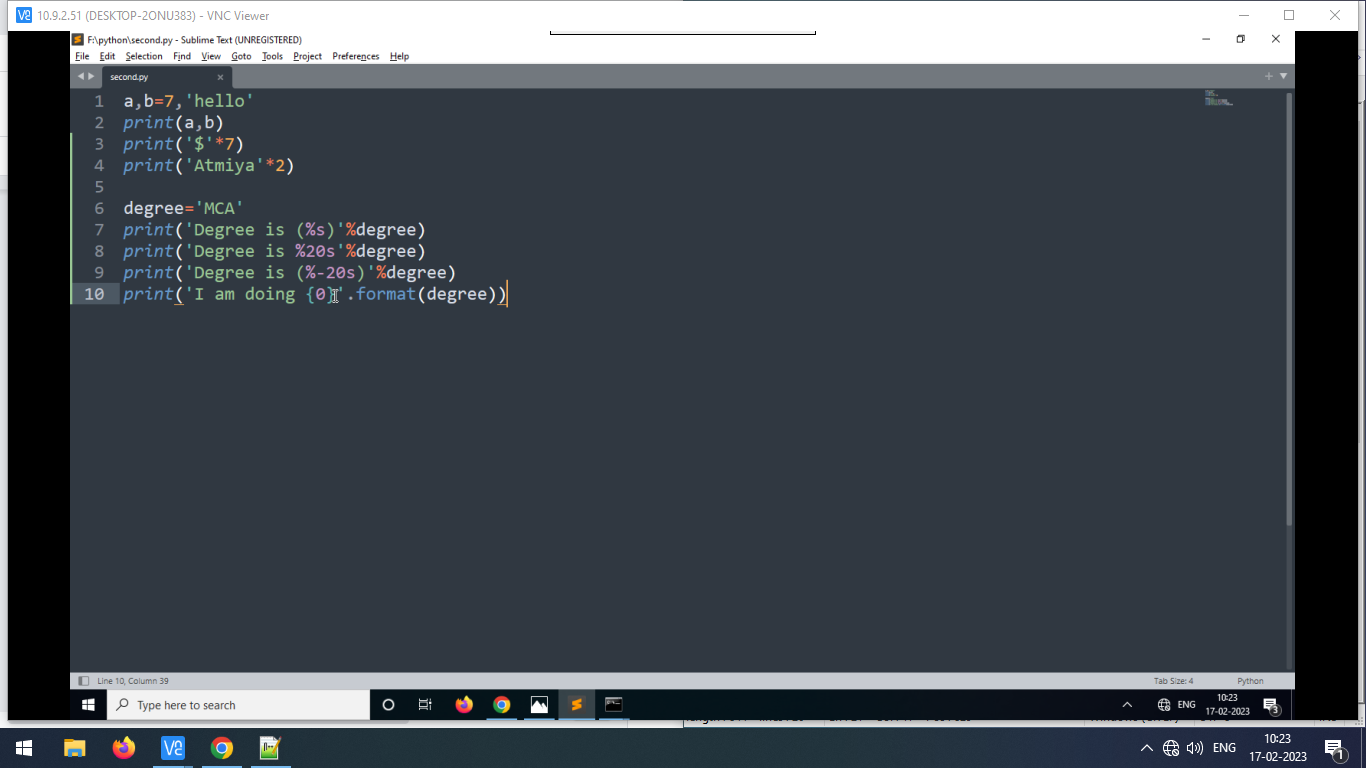 10.9.2.51 (DESKTOP-2ONU383) - VNC Viewer
F:\python\second.py - Sublime Text (UNREGISTERED)
File Edit Selection Find View Goto Tools Project Preferences Help
second.py
1 a,b=7,'hello'
2 print(a,b)
3 print('$'*7)
4 print('Atmiya'*2)
5
6 degree='MCA'
7 print('Degree is (%s)'%degree)
8 print('Degree is %20s'%degree)
9 print('Degree is (%-20s)'%degree)
10 print('I am doing {0}'.format(degree))
Line 10, Column 39
Tab Size: 4 Python
Type here to search
ENG
10:23
17-02-2023
3
ENG
10:23
17-02-2023
1